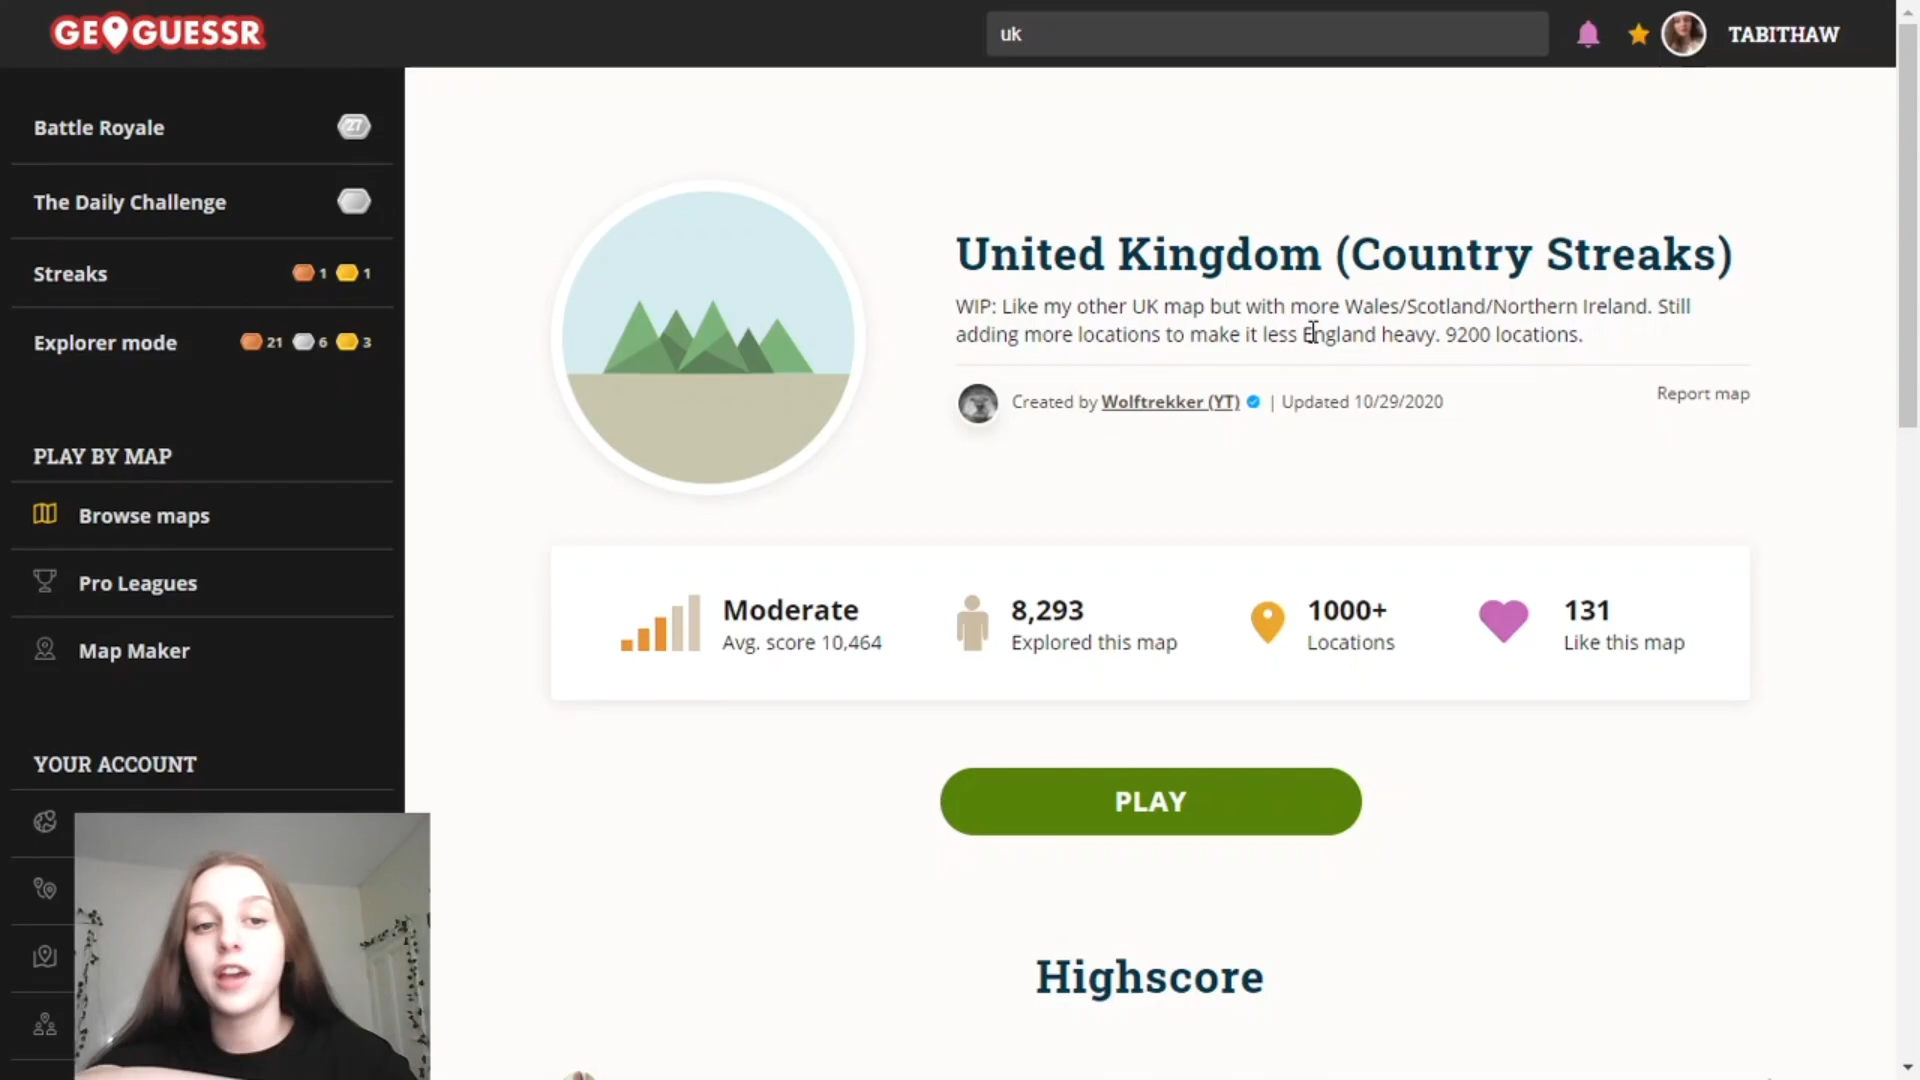 GEOGUESSR
uk
TABITHAW
Battle Royale
27
The Daily Challenge
Streaks
1
1
Explorer mode
21
6
3
PLAY BY MAP
Browse maps
Pro Leagues
Map Maker
YOUR ACCOUNT
United Kingdom (Country Streaks)
WIP: Like my other UK map but with more Wales/Scotland/Northern Ireland. Still
adding more locations to make it less England heavy. 9200 locations.
Created by Wolftrekker (YT) | Updated 10/29/2020
Report map
Moderate
Avg. score 10,464
8,293
Explored this map
1000+
Locations
131
Like this map
PLAY
Highscore